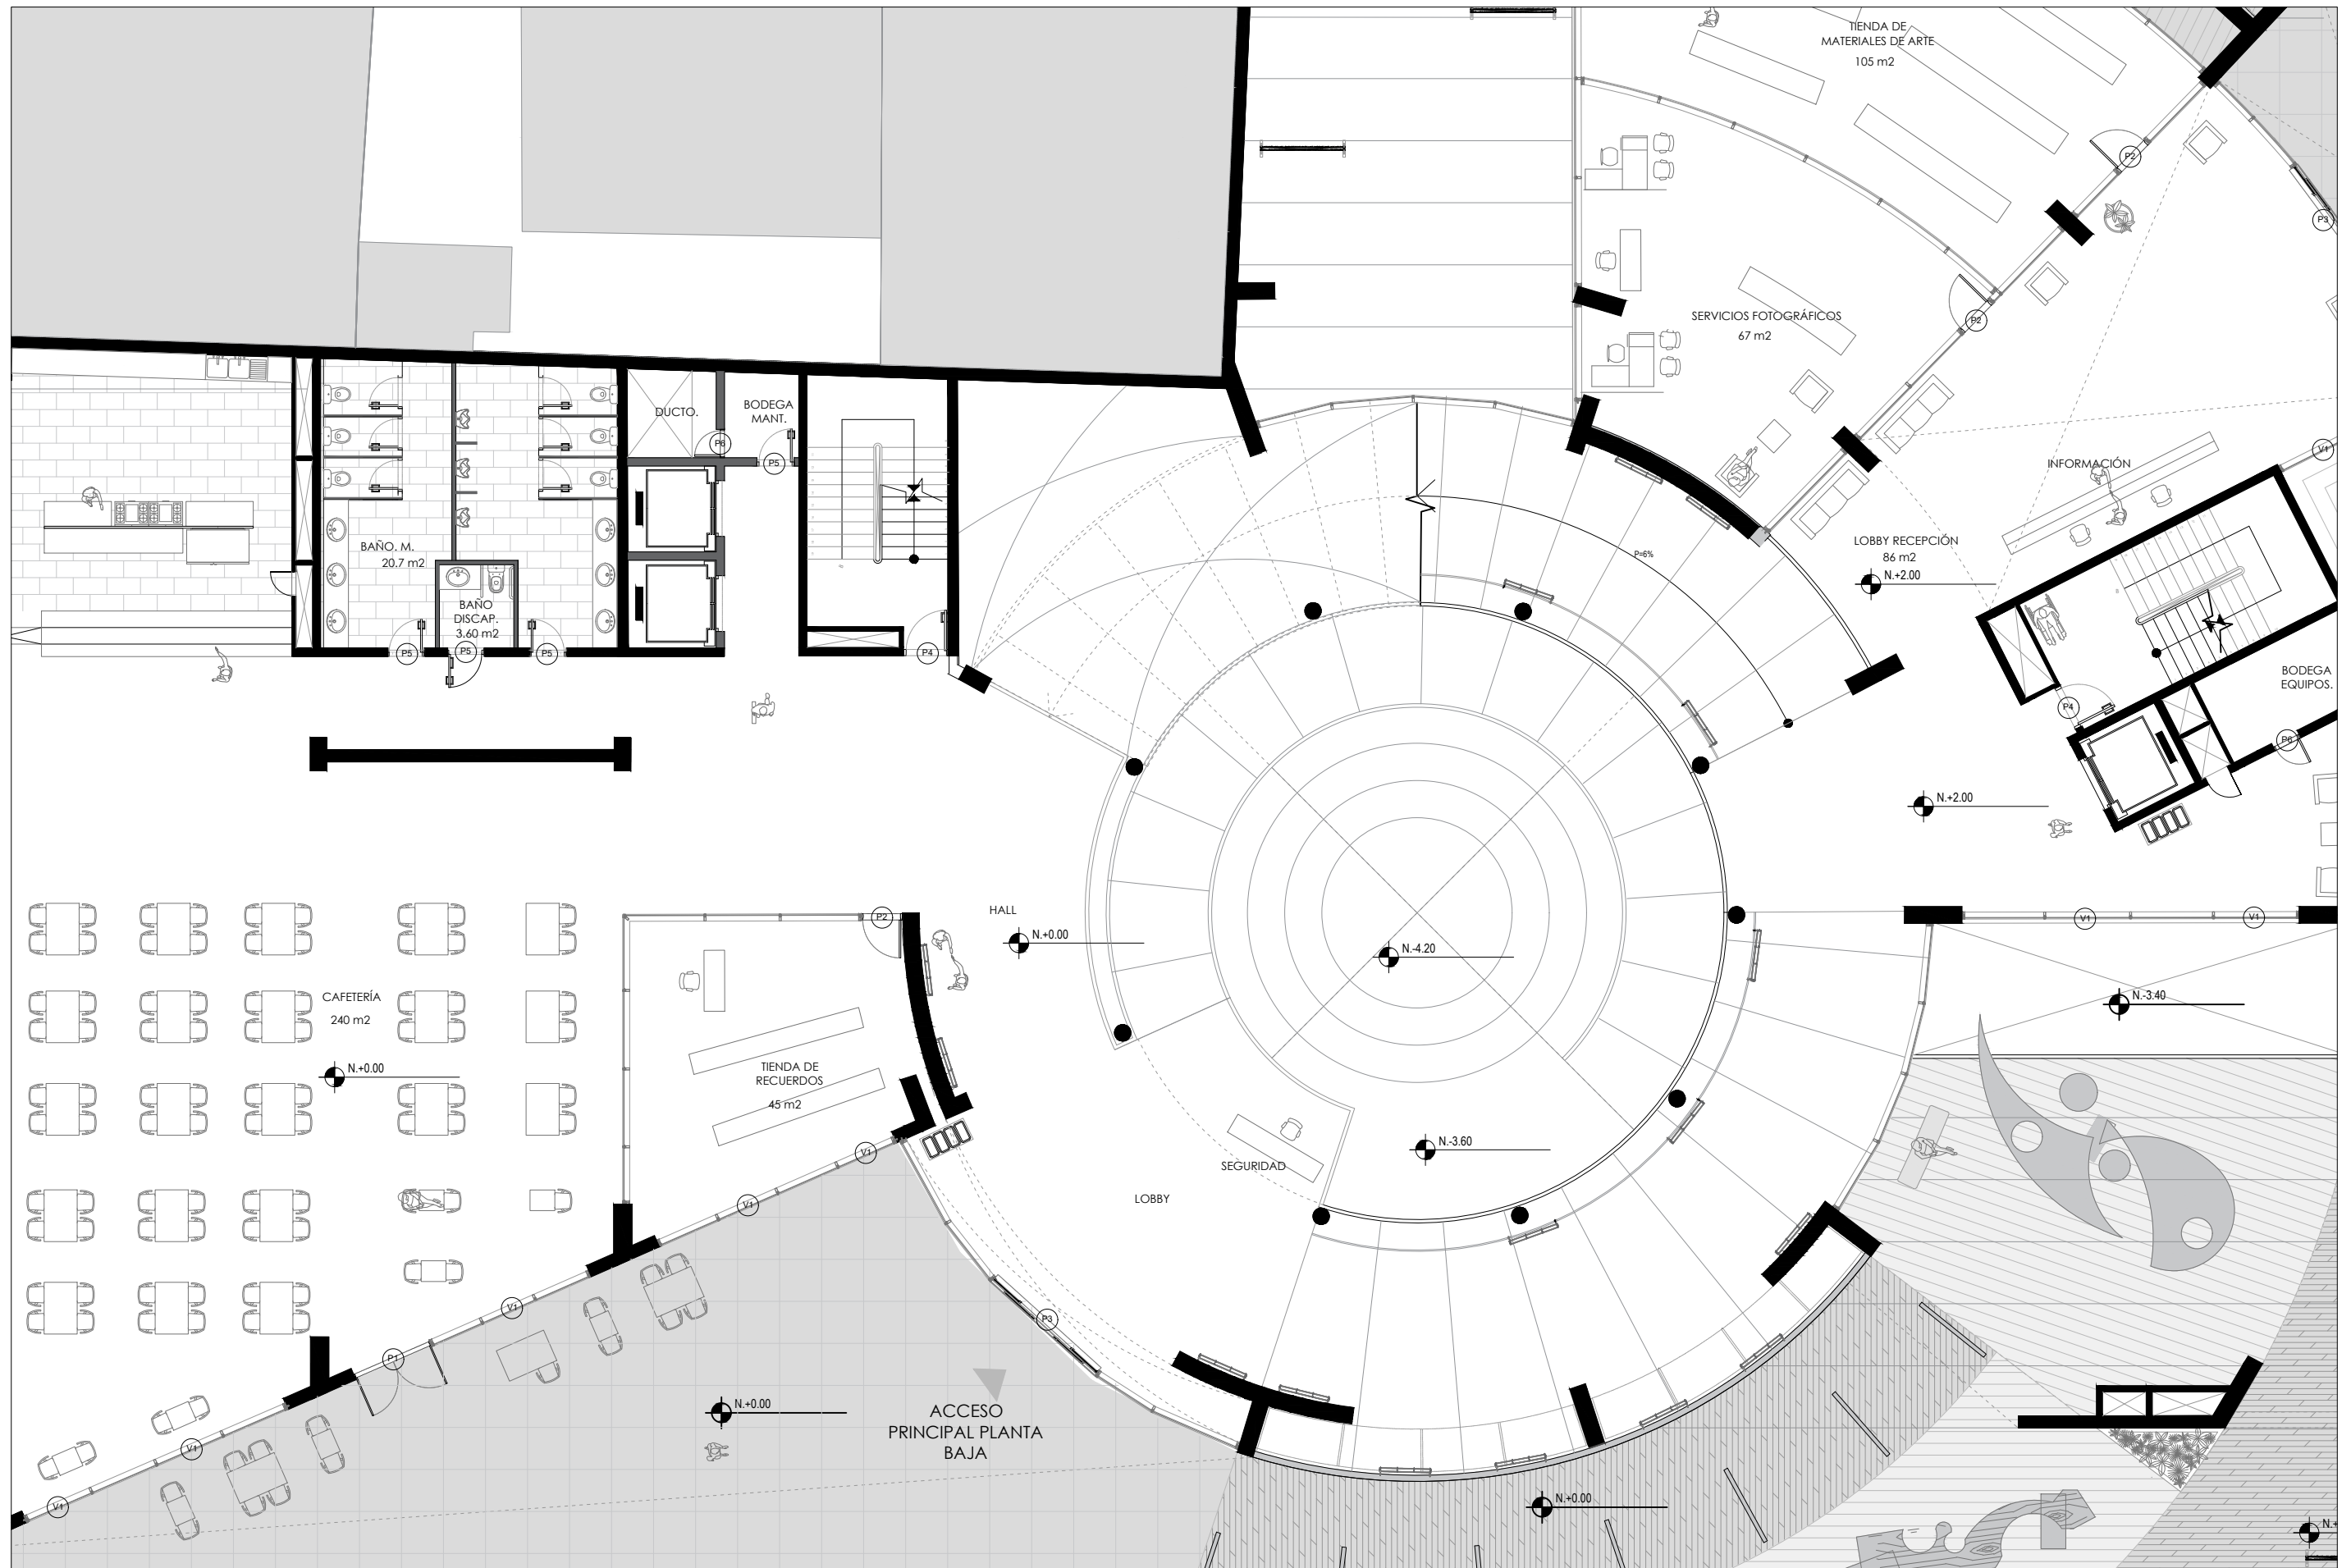 TIENDA DE
MATERIALES DE ARTE
105 m2
P2
P3
SERVICIOS FOTOGRÁFICOS
67 m2
P2
DUCTO.
BODEGA
MANT.
P6
P5
INFORMACIÓN
V1
BAÑO. M.
20.7 m2
P=6%
LOBBY RECEPCIÓN
86 m2
N.+2.00
BAÑO
DISCAP.
3.60 m2
P5
P5
P5
P4
BODEGA
EQUIPOS.
P4
P6
N.+2.00
HALL
N.+0.00
P2
V1
V1
N.-4.20
CAFETERÍA
240 m2
N.+0.00
N.-3.40
TIENDA DE
RECUERDOS
45 m2
V1
N.-3.60
SEGURIDAD
LOBBY
V1
V1
P3
P1
N.+0.00
ACCESO
PRINCIPAL PLANTA
BAJA
V1
V1
N.+0.00